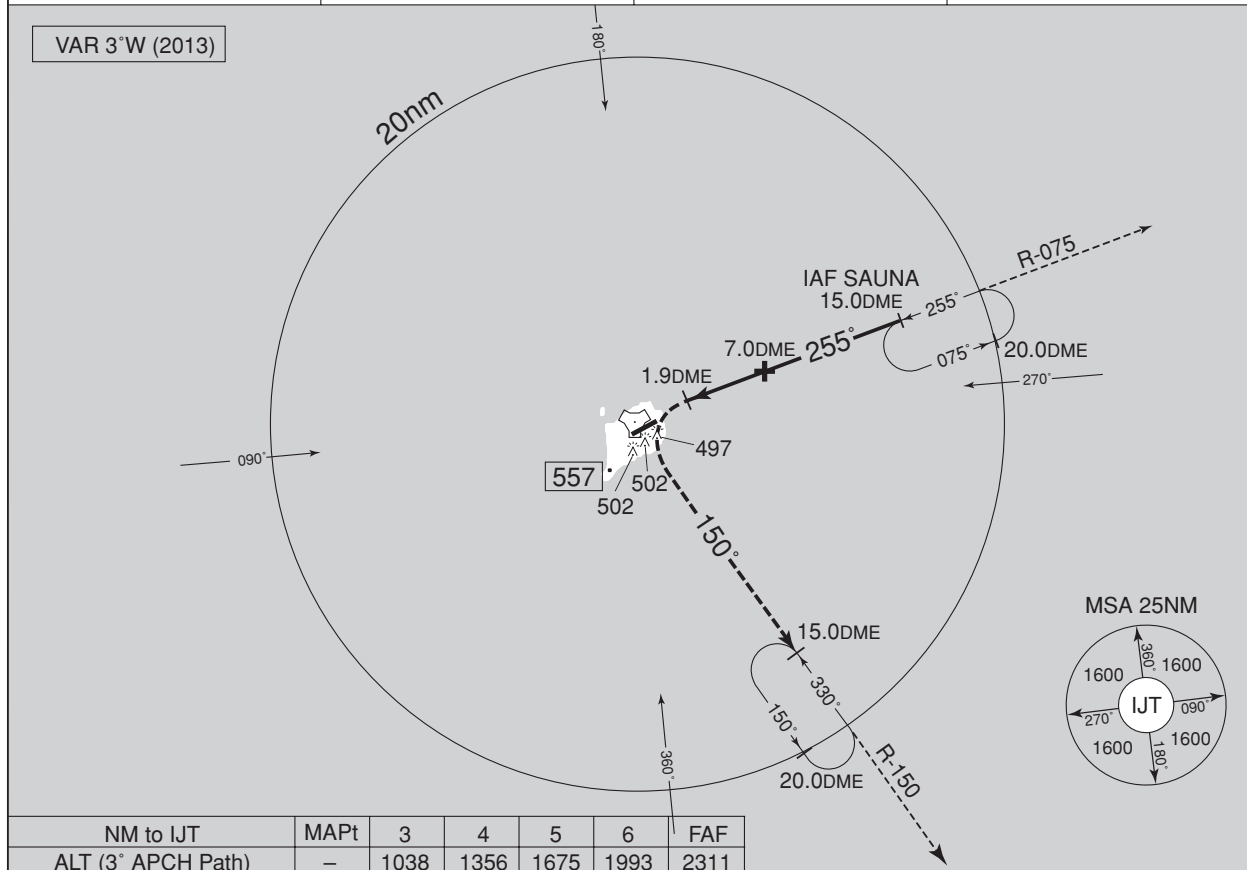 VAR 3°W (2013)
180°
20nm
R-075
IAF SAUNA
15.0DME
255°
7.0DME
255°
075°
20.0DME
1.9DME
270°
090°
497
557
502
502
150°
MSA 25NM
15.0DME
360°
1600
1600
330°
IJT
270°
090°
150°
1600
1600
180°
360°
R-150
20.0DME
NM to IJT MAPt 3 4 5 6 FAF
ALT (3° APCH Path) – 1038 1356 1675 1993 2311